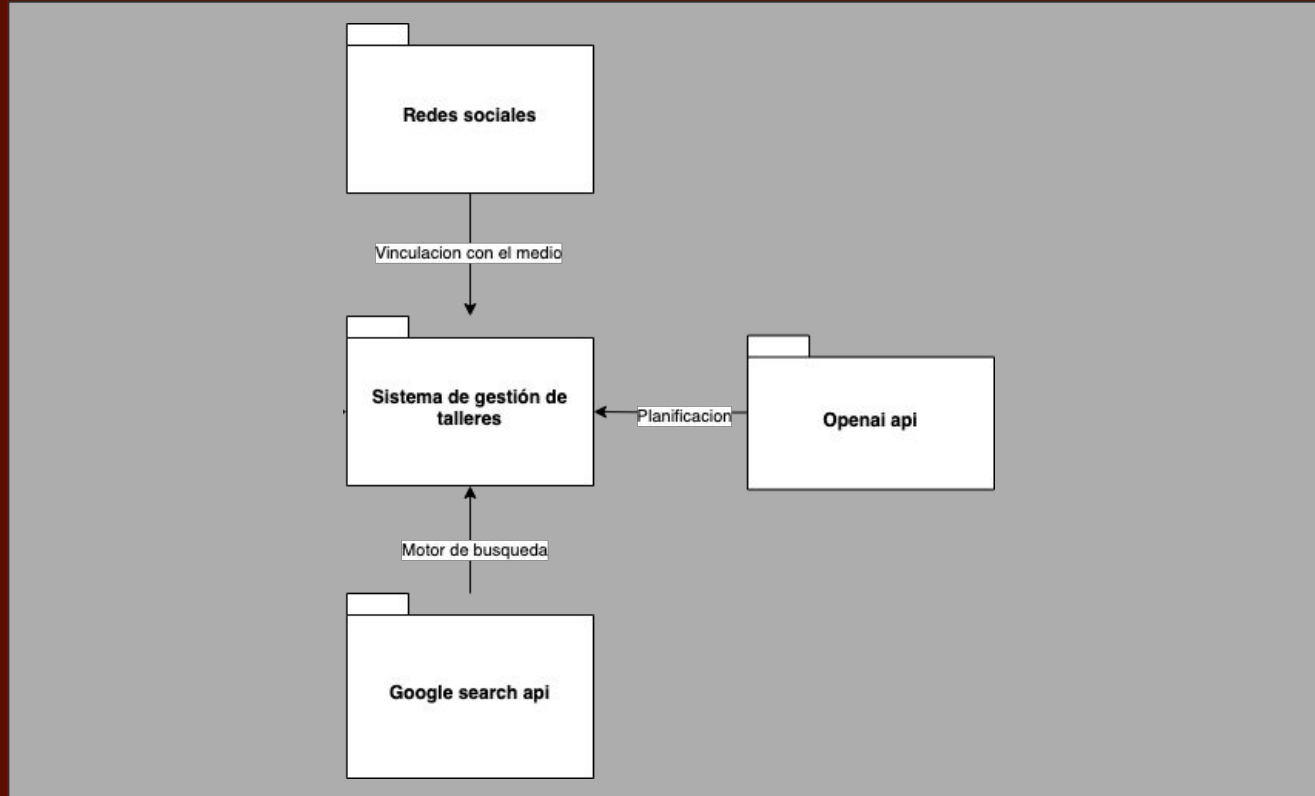 Redes sociales
Vinculacion con el medio
Sistema de gestión de
talleres
Planificacion
Openai api
Motor de busqueda
Google search api